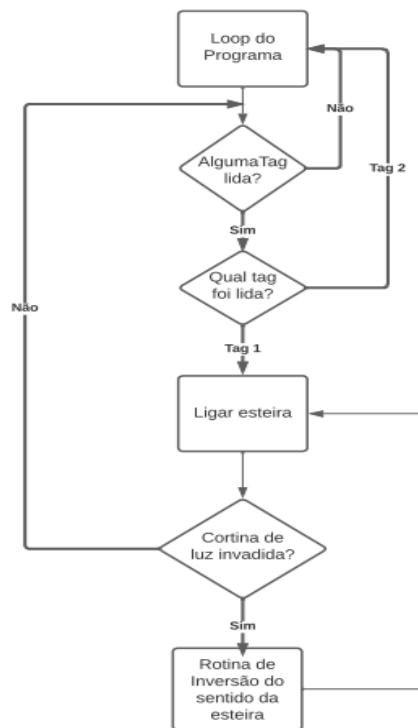 Loop do
Programa
Não
AlgumaTag
lida?
Tag 2
Sim
Qual tag
foi lida?
Não
Tag 1
Ligar esteira
Cortina de
luz invadida?
Sim
Rotina de
Inversão do
sentido da
esteira